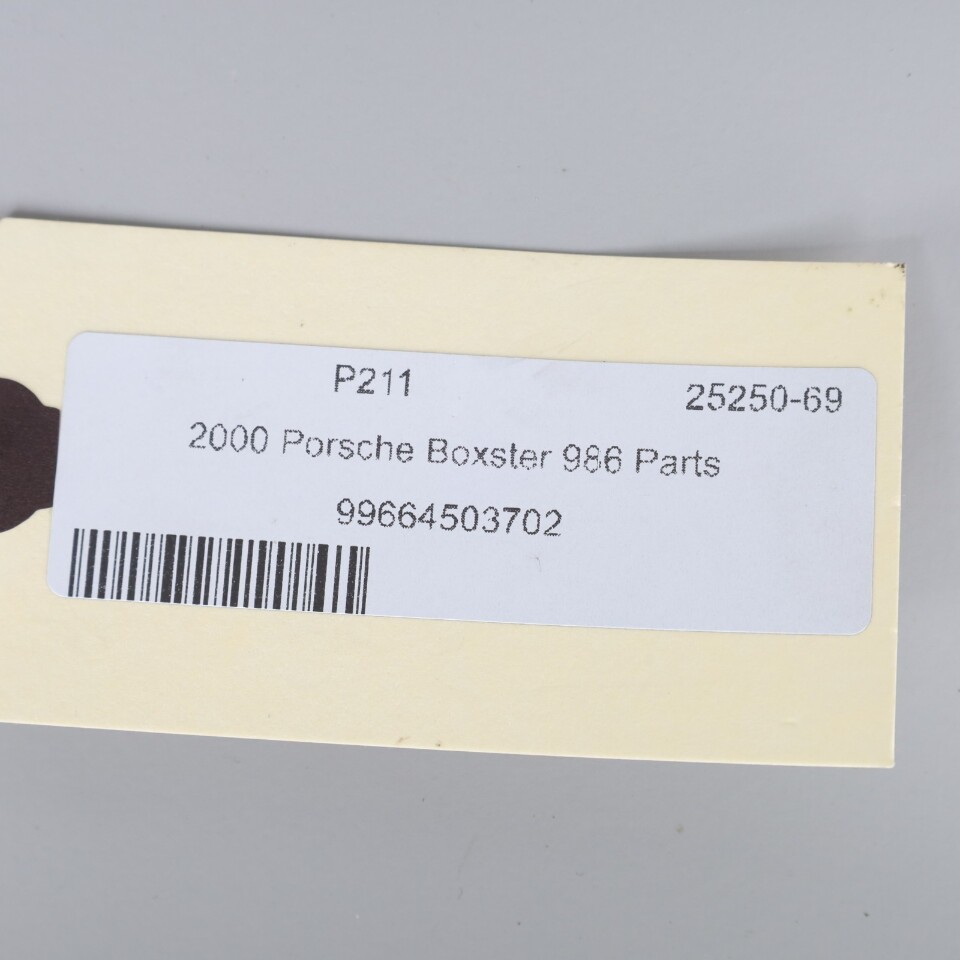 P211 25250-69
2000 Porsche Boxster 986 Parts
99664503702